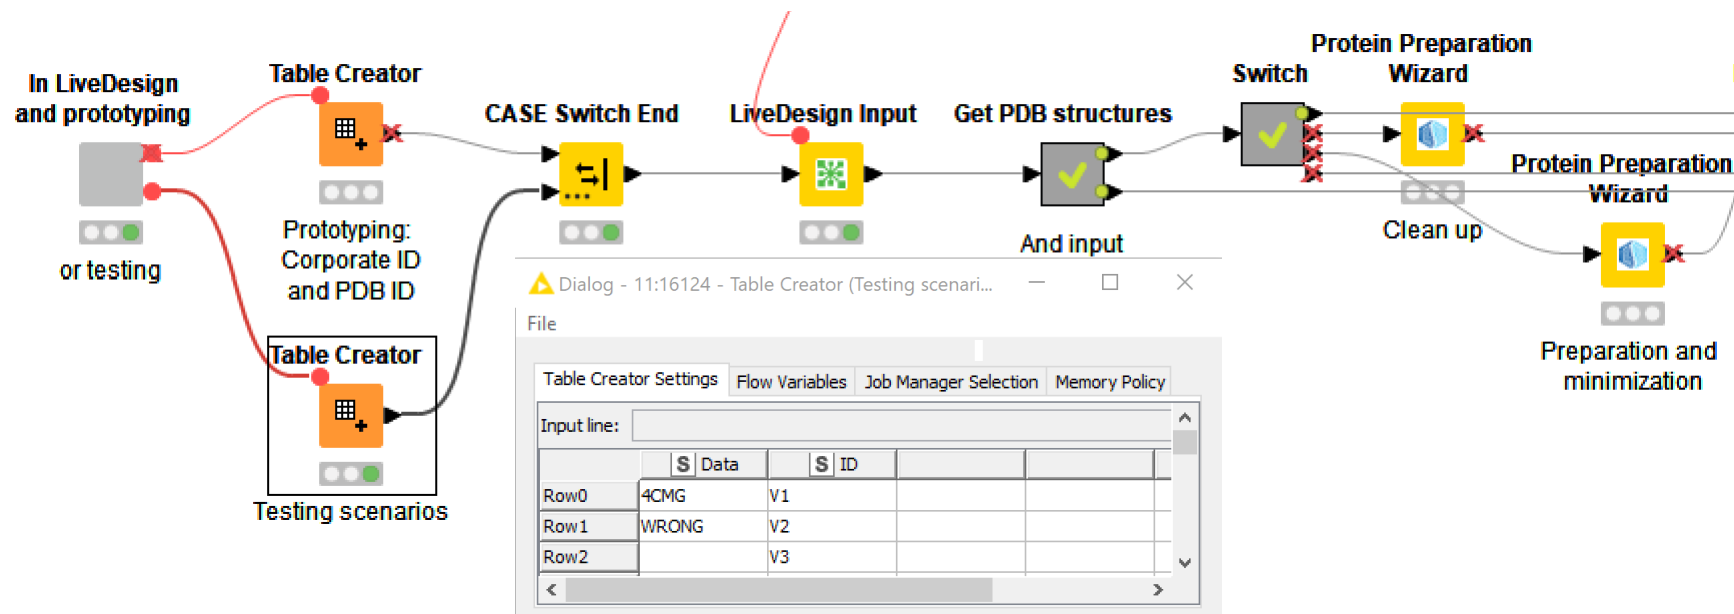 In LiveDesign
and prototyping
or testing
Table Creator
Prototyping:
Corporate ID
and PDB ID
Table Creator
Testing scenarios
CASE Switch End
LiveDesign Input
Get PDB structures
And input
Switch
Protein Preparation
Wizard
Clean up
Protein Preparation
Wizard
Preparation and
minimization
Dialog - 11:16124 - Table Creator (Testing scenari...
File
Table Creator Settings Flow Variables Job Manager Selection Memory Policy
Input line:
S Data S ID
Row0 4CMG V1
Row1 WRONG V2
Row2 V3